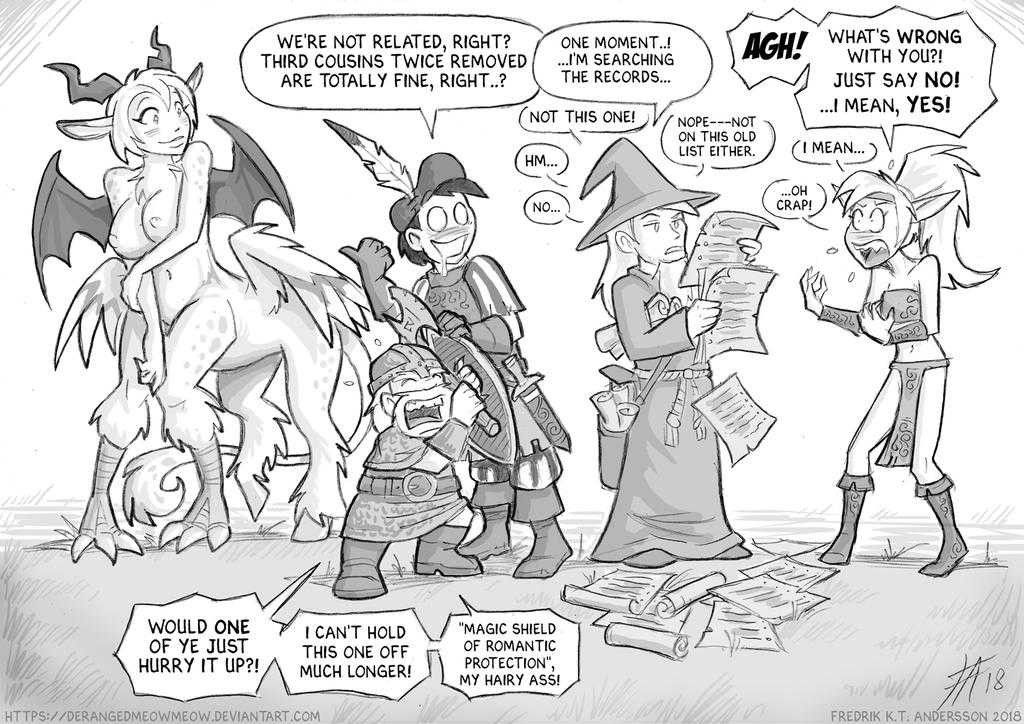 WE'RE NOT RELATED, RIGHT?
THIRD COUSINS TWICE REMOVED
ARE TOTALLY FINE, RIGHT..?
ONE MOMENT..!
...I'M SEARCHING
THE RECORDS...
NOT THIS ONE!
HM...
NO...
NOPE---NOT
ON THIS OLD
LIST EITHER.
AGH!
WHAT'S WRONG
WITH YOU?!
JUST SAY NO!
...I MEAN, YES!
I MEAN...
...OH
CRAP!
WOULD ONE
OF YE JUST
HURRY IT UP?!
I CAN'T HOLD
THIS ONE OFF
MUCH LONGER!
"MAGIC SHIELD
OF ROMANTIC
PROTECTION",
MY HAIRY ASS!
18
HTTPS://DERANGEDMEOWMEOW.DEVIANTART.COM
FREDRIK K.T. ANDERSSON 2018